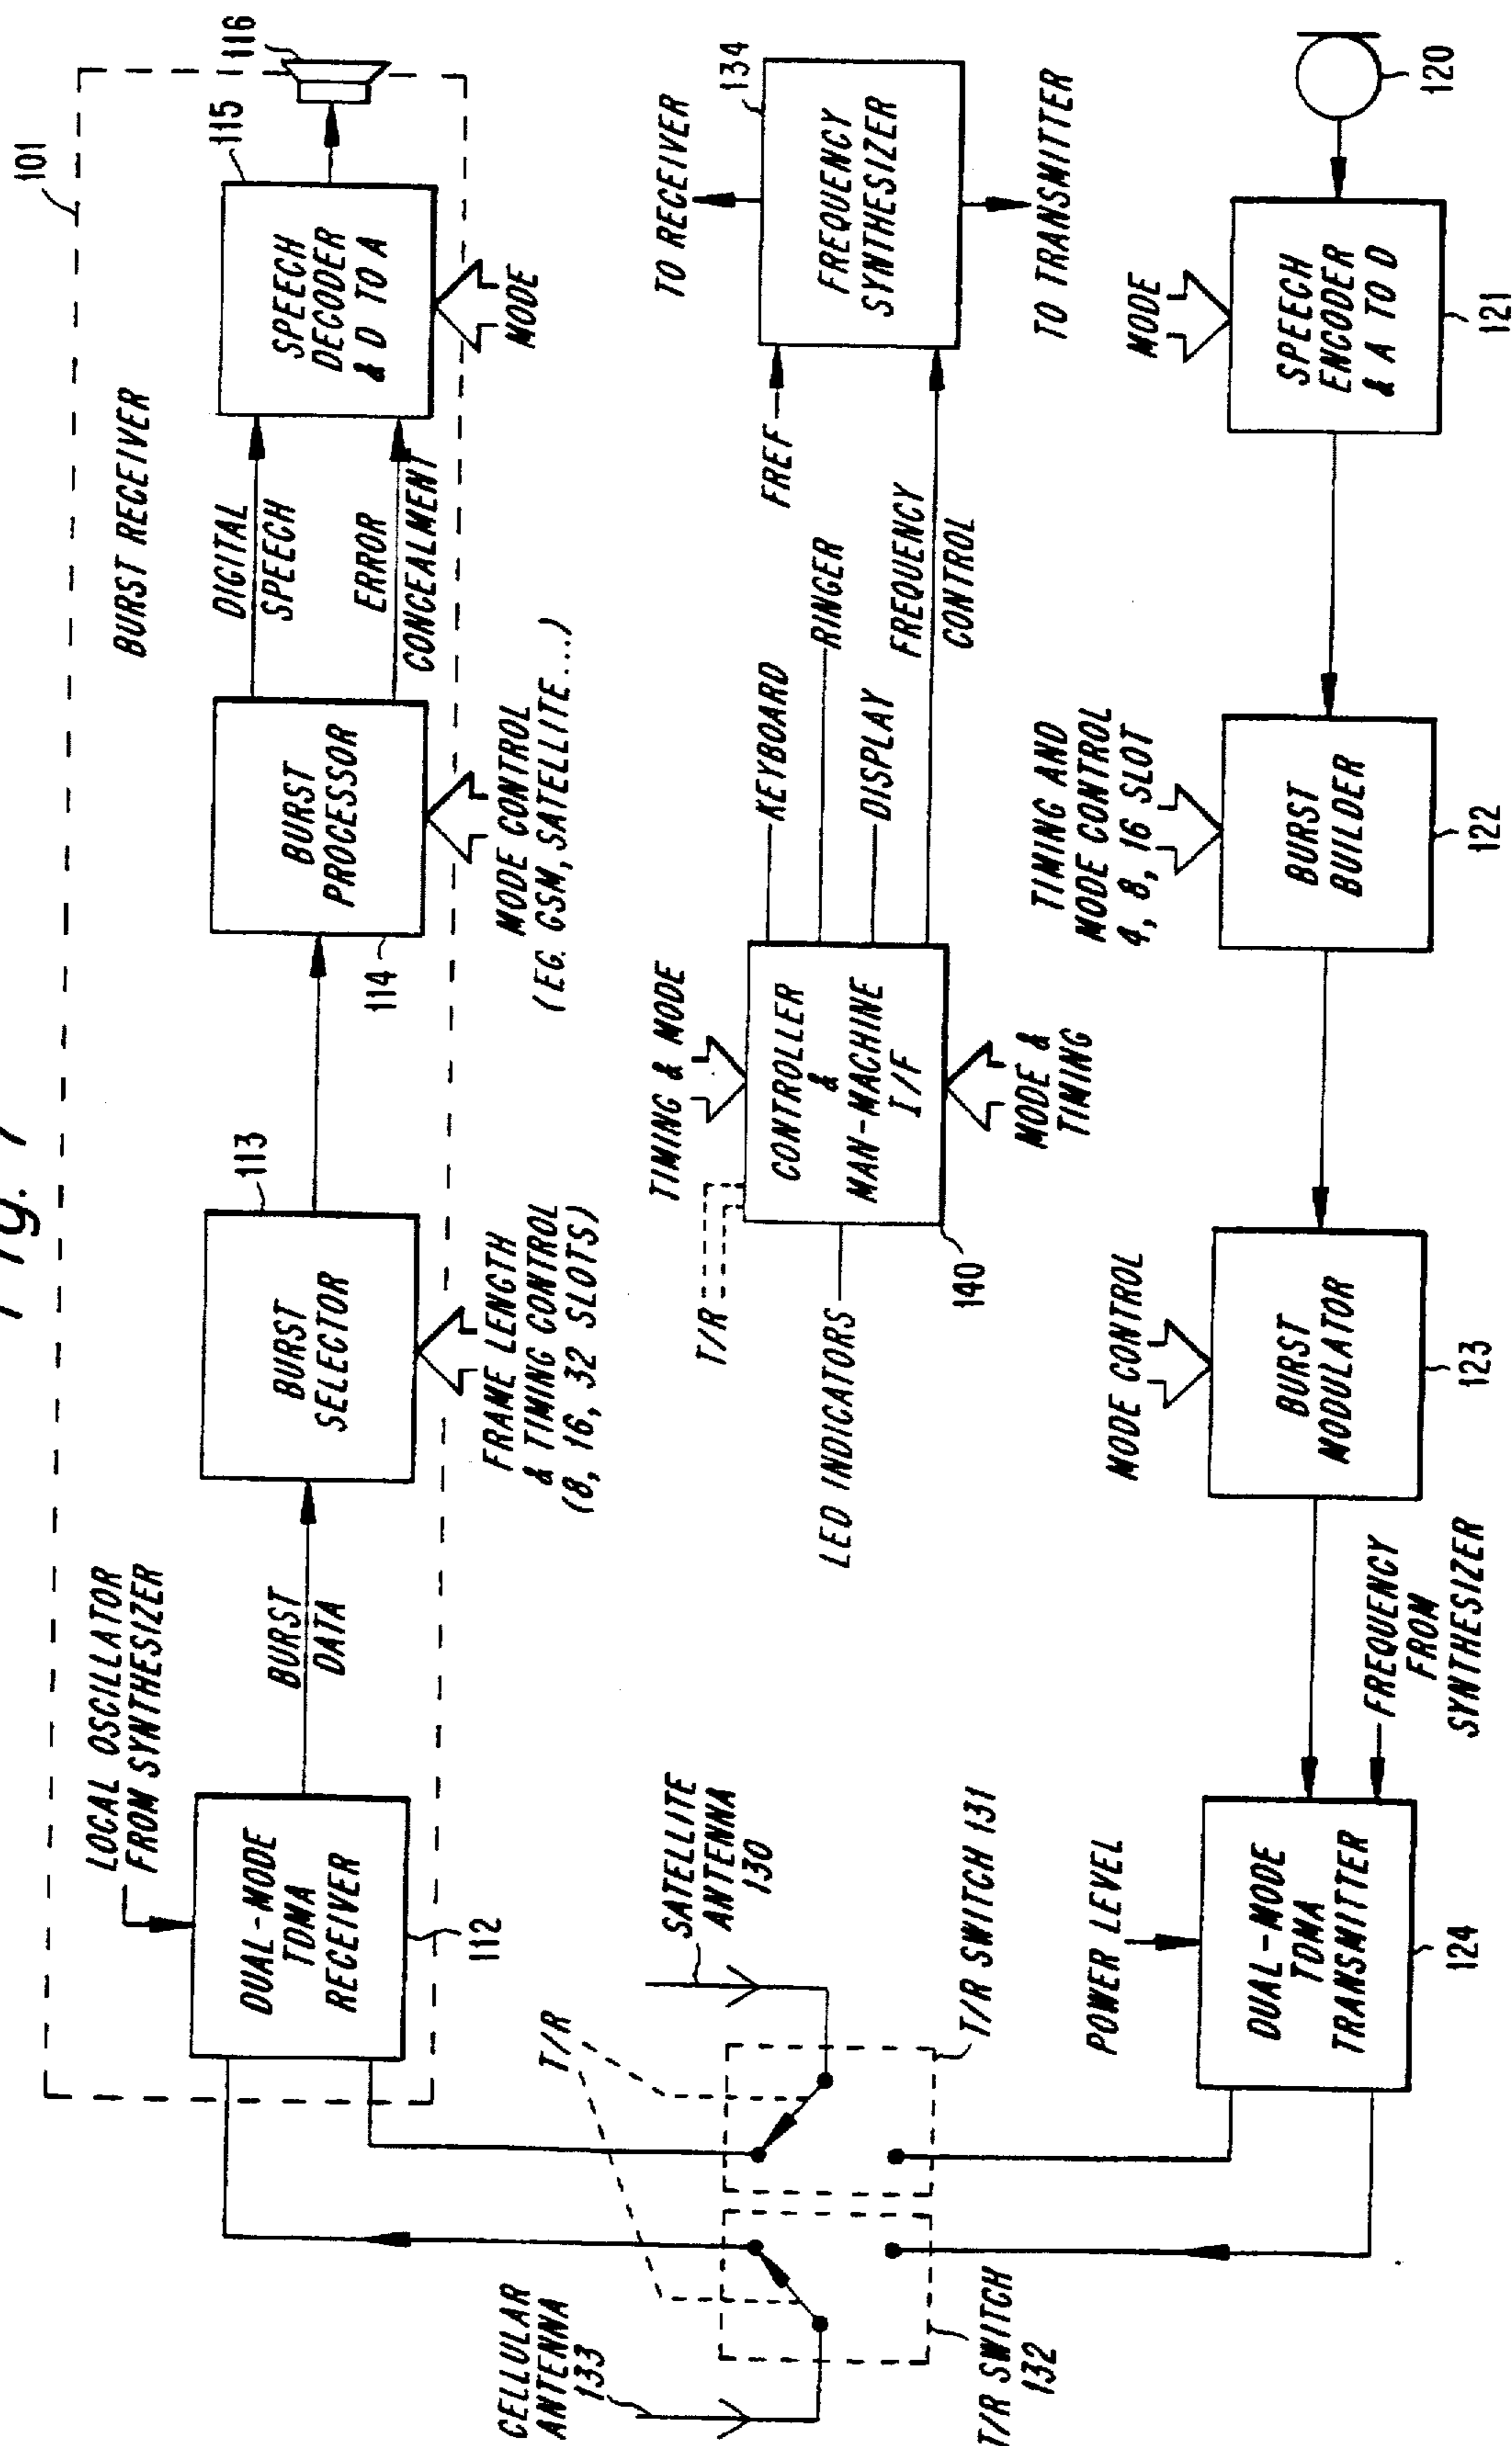 Fig. 7
101
BURST RECEIVER
LOCAL OSCILLATOR
FROM SYNTHESIZER
DUAL-MODE
TDMA
RECEIVER
112
BURST
DATA
BURST
SELECTOR
113
FRAME LENGTH
& TIMING CONTROL
(8, 16, 32 SLOTS)
BURST
PROCESSOR
114
MODE CONTROL
(EG. GSM, SATELLITE...)
DIGITAL
SPEECH
ERROR
CONCEALMENT
SPEECH
DECODER
& D TO A
115
MODE
116
CELLULAR
ANTENNA
133
T/R
SATELLITE
ANTENNA
130
T/R SWITCH 131
T/R SWITCH
132
T/R
TIMING & MODE
CONTROLLER
&
MAN-MACHINE
I/F
140
LED INDICATORS
MODE &
TIMING
KEYBOARD
RINGER
DISPLAY
FREQUENCY
CONTROL
FREF
TO RECEIVER
134
FREQUENCY
SYNTHESIZER
TO TRANSMITTER
POWER LEVEL
DUAL-MODE
TDMA
TRANSMITTER
124
FREQUENCY
FROM
SYNTHESIZER
MODE CONTROL
BURST
MODULATOR
123
TIMING AND
MODE CONTROL
4, 8, 16 SLOT
BURST
BUILDER
122
MODE
SPEECH
ENCODER
& A TO D
121
120